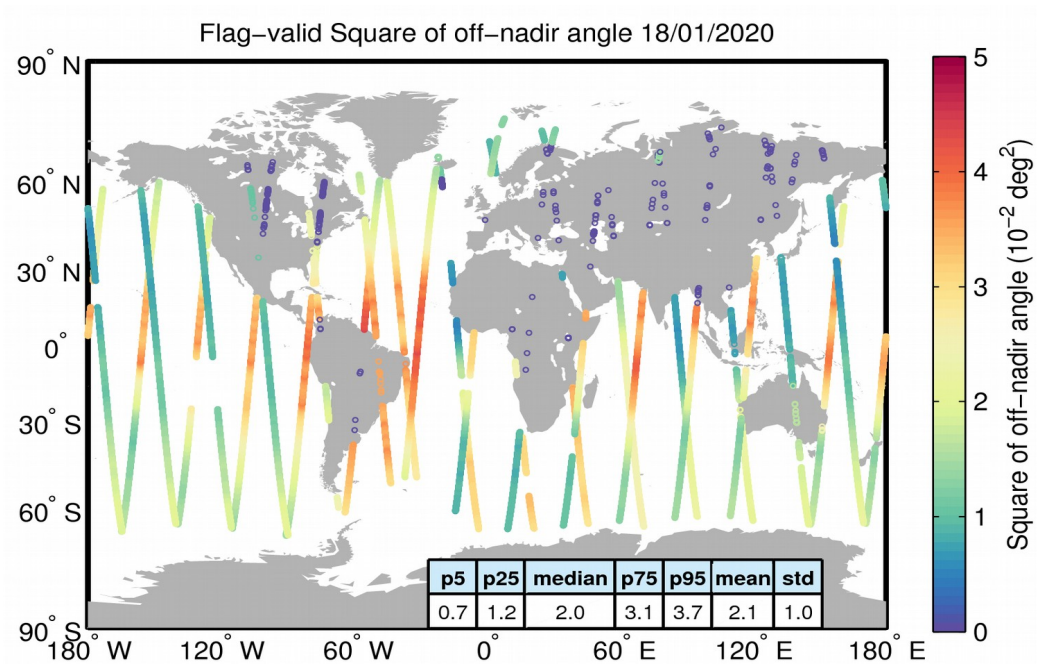 Flag−valid Square of off−nadir angle 18/01/2020
90° N
60° N
30° N
0°
30° S
60° S
90° S
180° W
120° W
60° W
0°
60° E
120° E
180° E
p5 p25 median p75 p95 mean std
0.7 1.2 2.0 3.1 3.7 2.1 1.0
5
4
3
2
1
0
Square of off−nadir angle (10⁻² deg²)